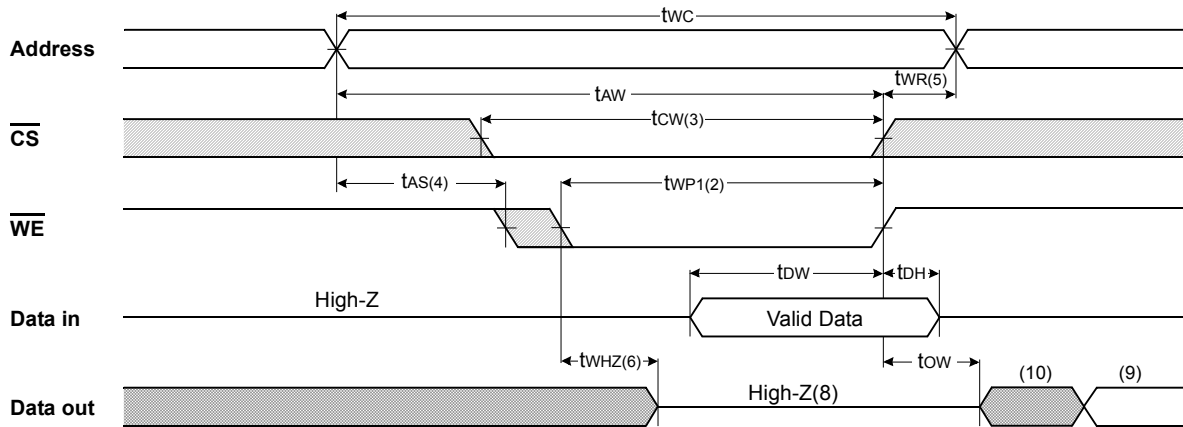 tWC
Address
tWR(5)
tAW
tCW(3)
CS
tAS(4)
tWP1(2)
WE
tDW
tDH
High-Z
Data in
Valid Data
tWHZ(6)
tOW
(10)
(9)
High-Z(8)
Data out